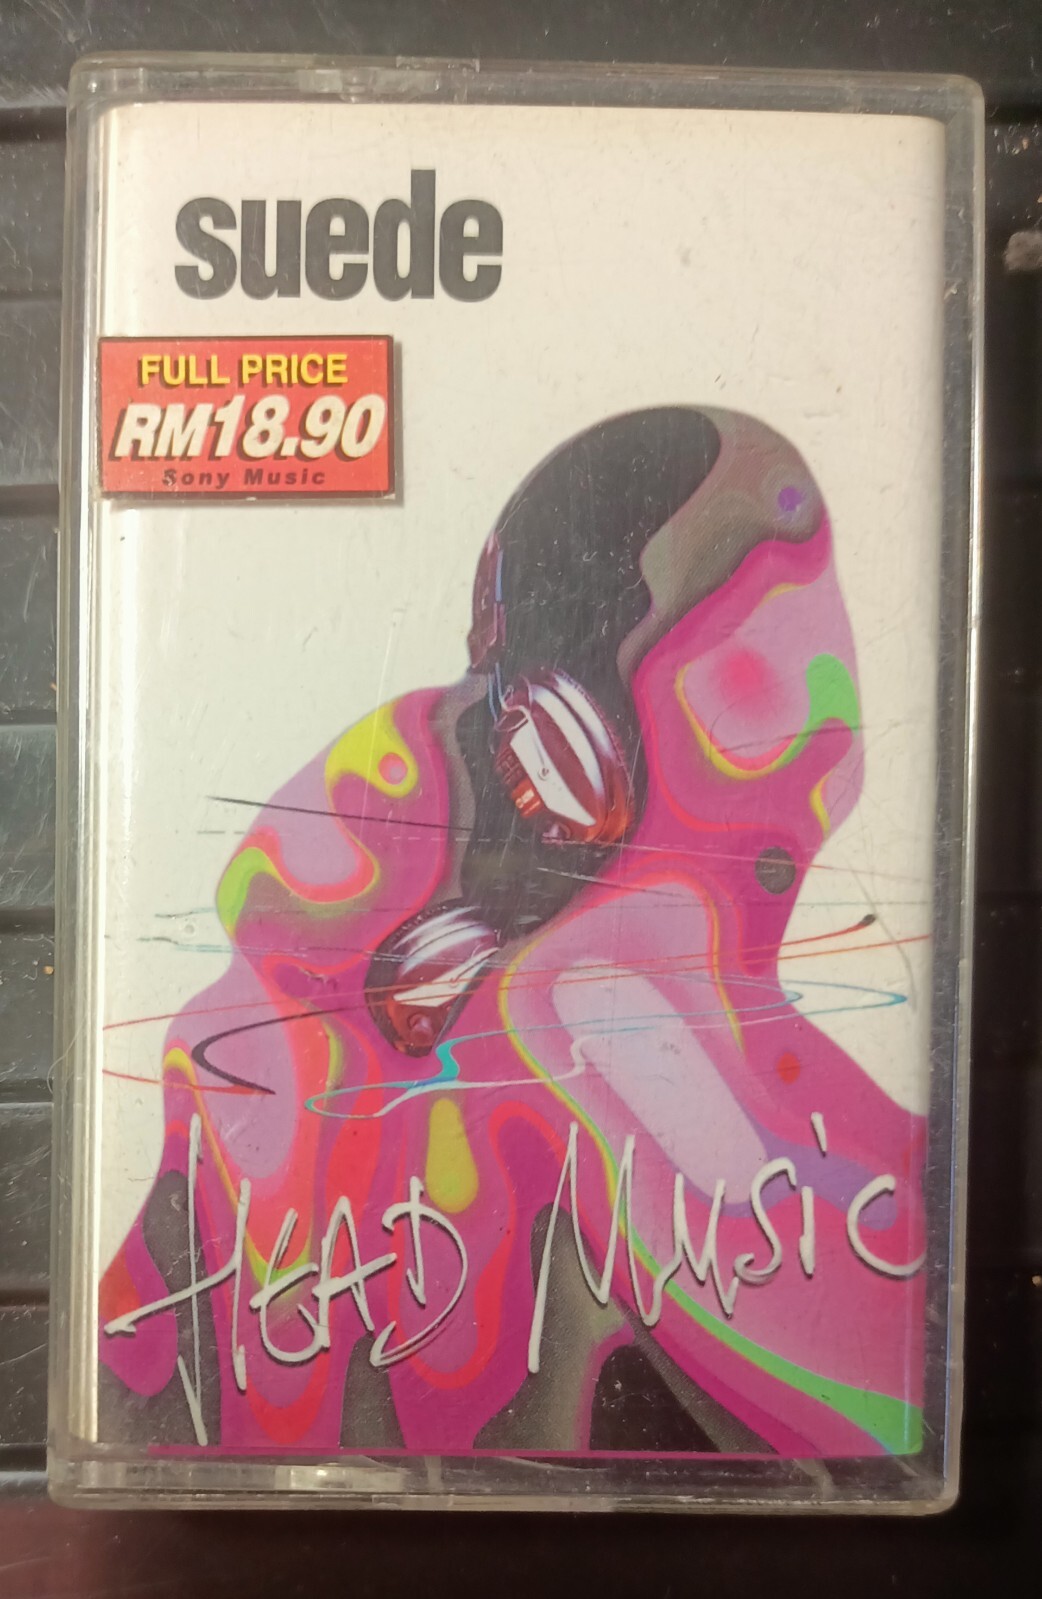 suede
FULL PRICE
RM18.90
Sony Music
HEAD MUSiC